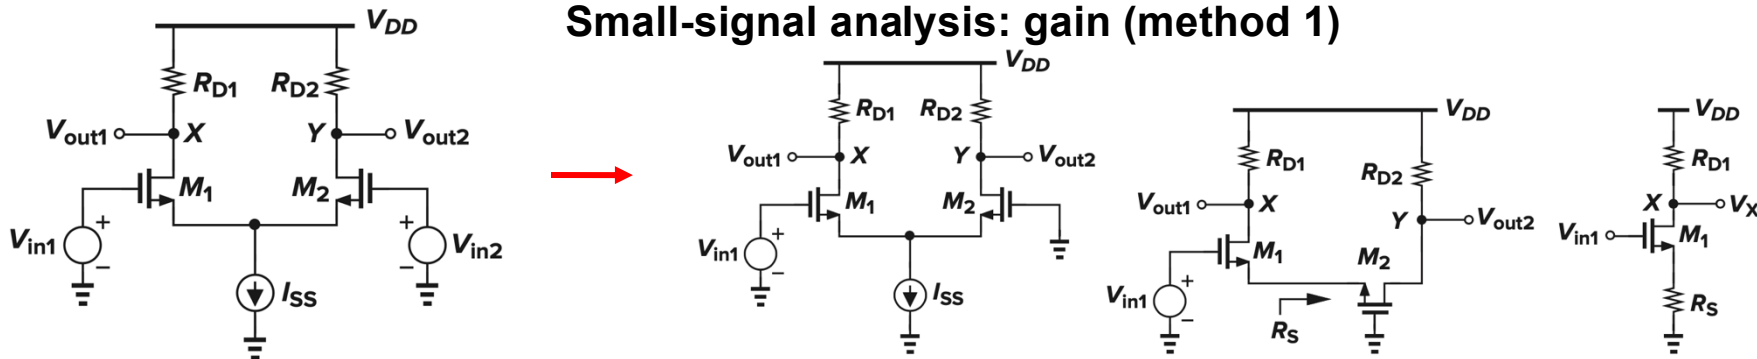 Small-signal analysis: gain (method 1)
VDD
RD1
RD2
Vout1
X
Y
Vout2
M1
M2
Vin1
+
−
+
−
Vin2
ISS
VDD
RD1
RD2
Vout1
X
Y
Vout2
M1
M2
Vin1
+
−
ISS
VDD
RD1
RD2
Vout1
X
Y
Vout2
M1
M2
Vin1
+
−
RS
VDD
RD1
X
VX
Vin1
M1
RS